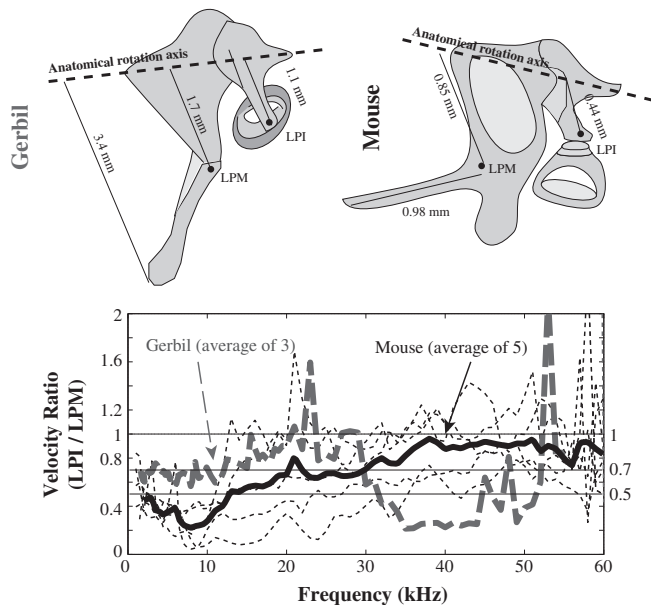 Gerbil
Anatomical rotation axis
3.4 mm
1.7 mm
1.1 mm
LPI
LPM
Mouse
Anatomical rotation axis
0.85 mm
0.44 mm
LPI
LPM
0.98 mm
Velocity Ratio
(LPI / LPM)
2
1.6
1.2
1
0.8
0.4
0
Gerbil (average of 3)
Mouse (average of 5)
1
0.7
0.5
0 10 20 30 40 50 60
Frequency (kHz)